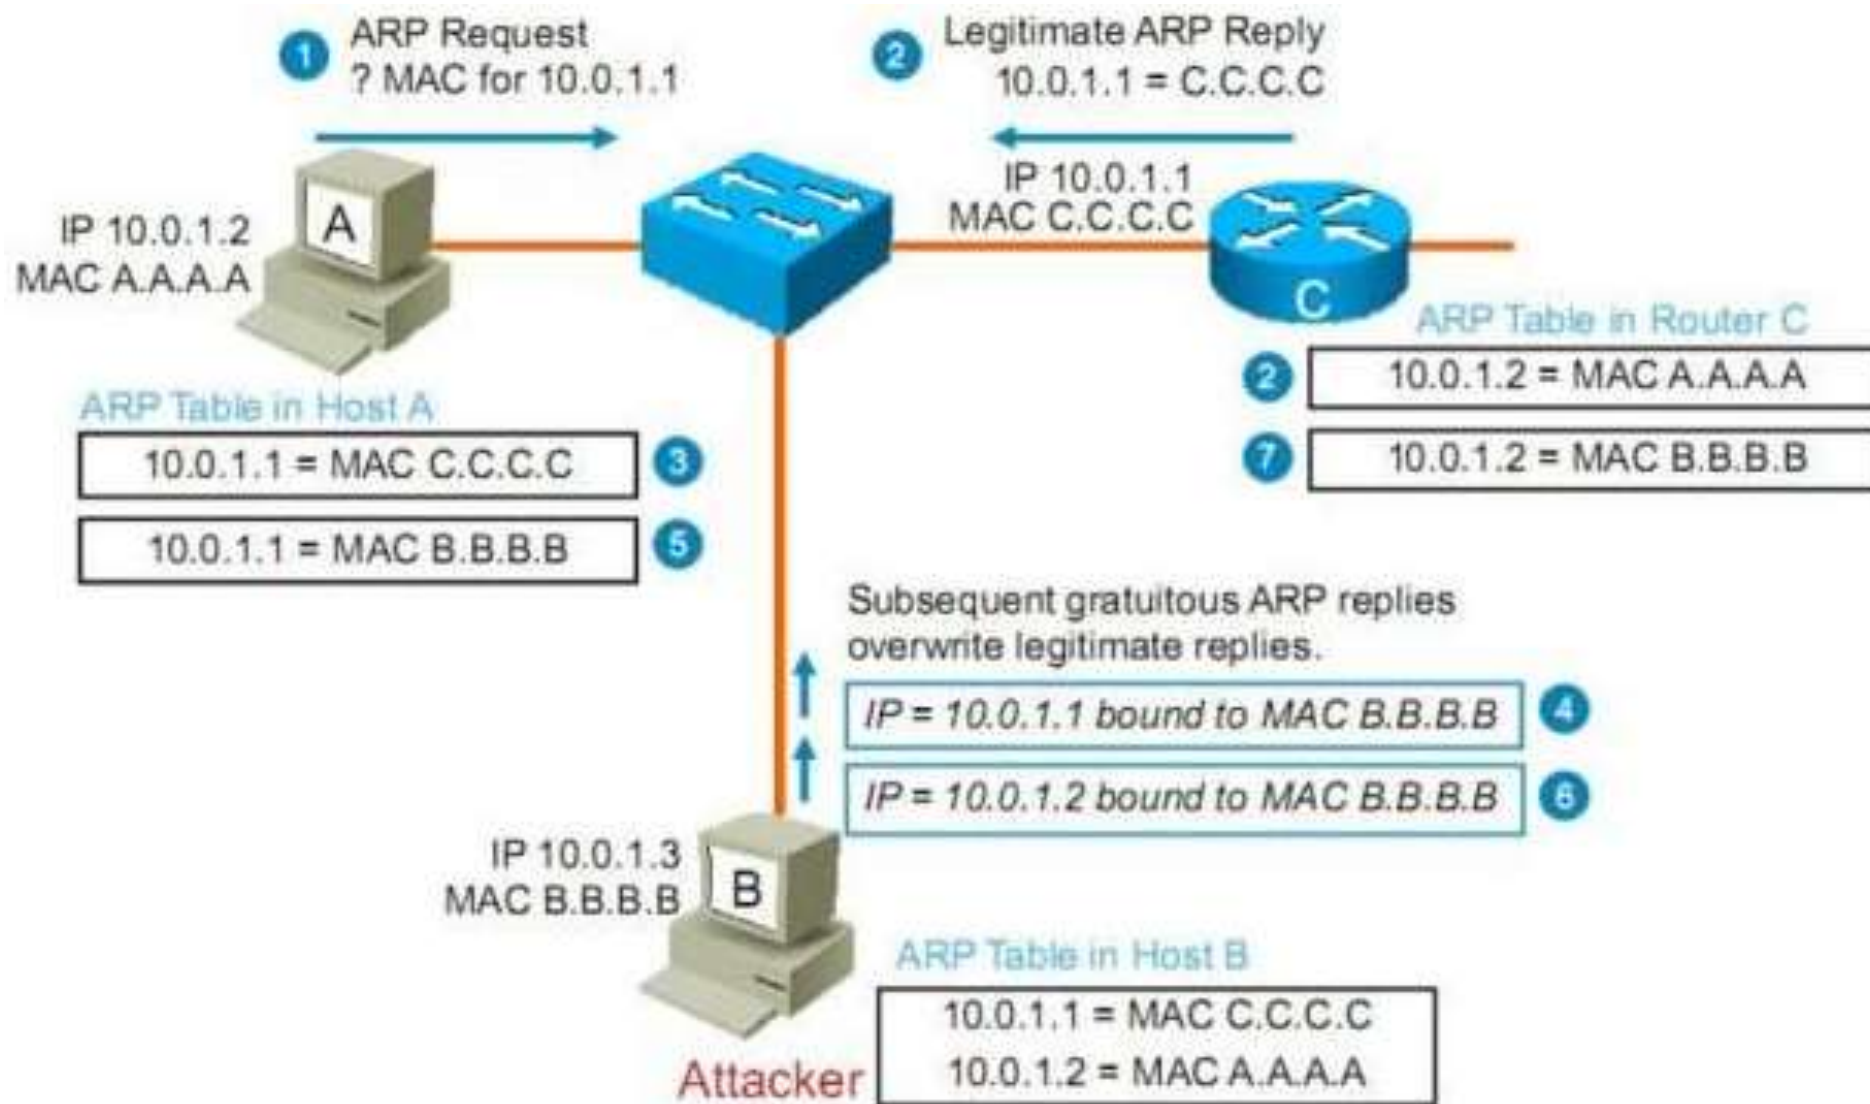 1
ARP Request
? MAC for 10.0.1.1
2
Legitimate ARP Reply
10.0.1.1 = C.C.C.C
IP 10.0.1.2
MAC A.A.A.A
A
IP 10.0.1.1
MAC C.C.C.C
C
ARP Table in Router C
2
10.0.1.2 = MAC A.A.A.A
7
10.0.1.2 = MAC B.B.B.B
ARP Table in Host A
10.0.1.1 = MAC C.C.C.C
3
10.0.1.1 = MAC B.B.B.B
5
Subsequent gratuitous ARP replies
overwrite legitimate replies.
IP = 10.0.1.1 bound to MAC B.B.B.B
4
IP = 10.0.1.2 bound to MAC B.B.B.B
6
IP 10.0.1.3
MAC B.B.B.B
B
Attacker
ARP Table in Host B
10.0.1.1 = MAC C.C.C.C
10.0.1.2 = MAC A.A.A.A